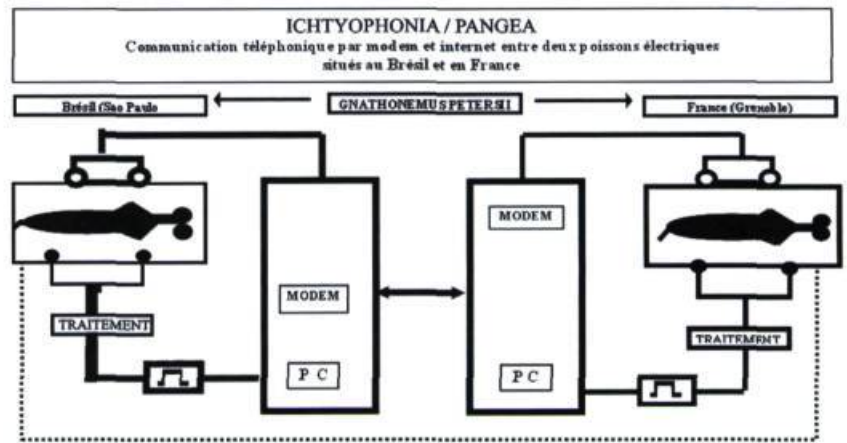 ICHTYOPHONIA / PANGEA
Communication téléphonique par modem et internet entre deux poissons électriques
situés au Brésil et en France
Brésil (Sao Paulo
GNATHONEMUS PETERSII
France (Grenoble)
MODEM
MODEM
TRAITEMENT
TRAITEMENT
P C
P C